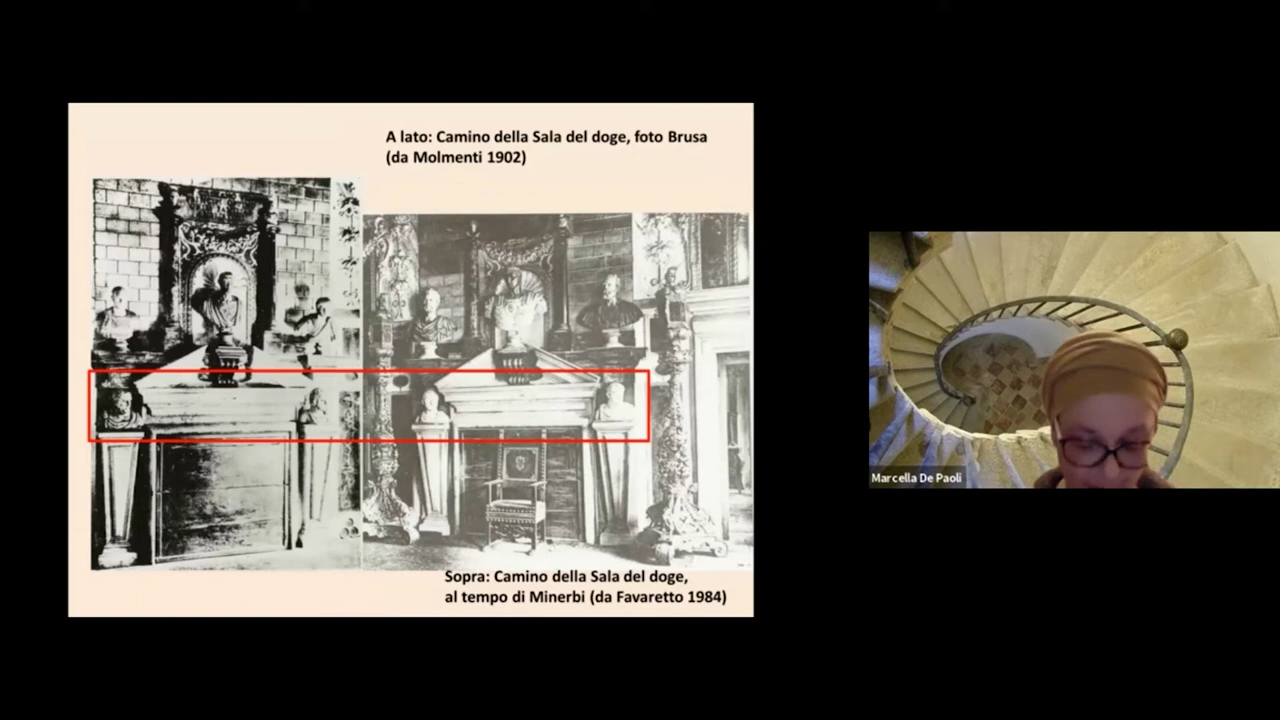 A lato: Camino della Sala del doge, foto Brusa
(da Molmenti 1902)
Sopra: Camino della Sala del doge,
al tempo di Minerbi (da Favaretto 1984)
Marcella De Paoli